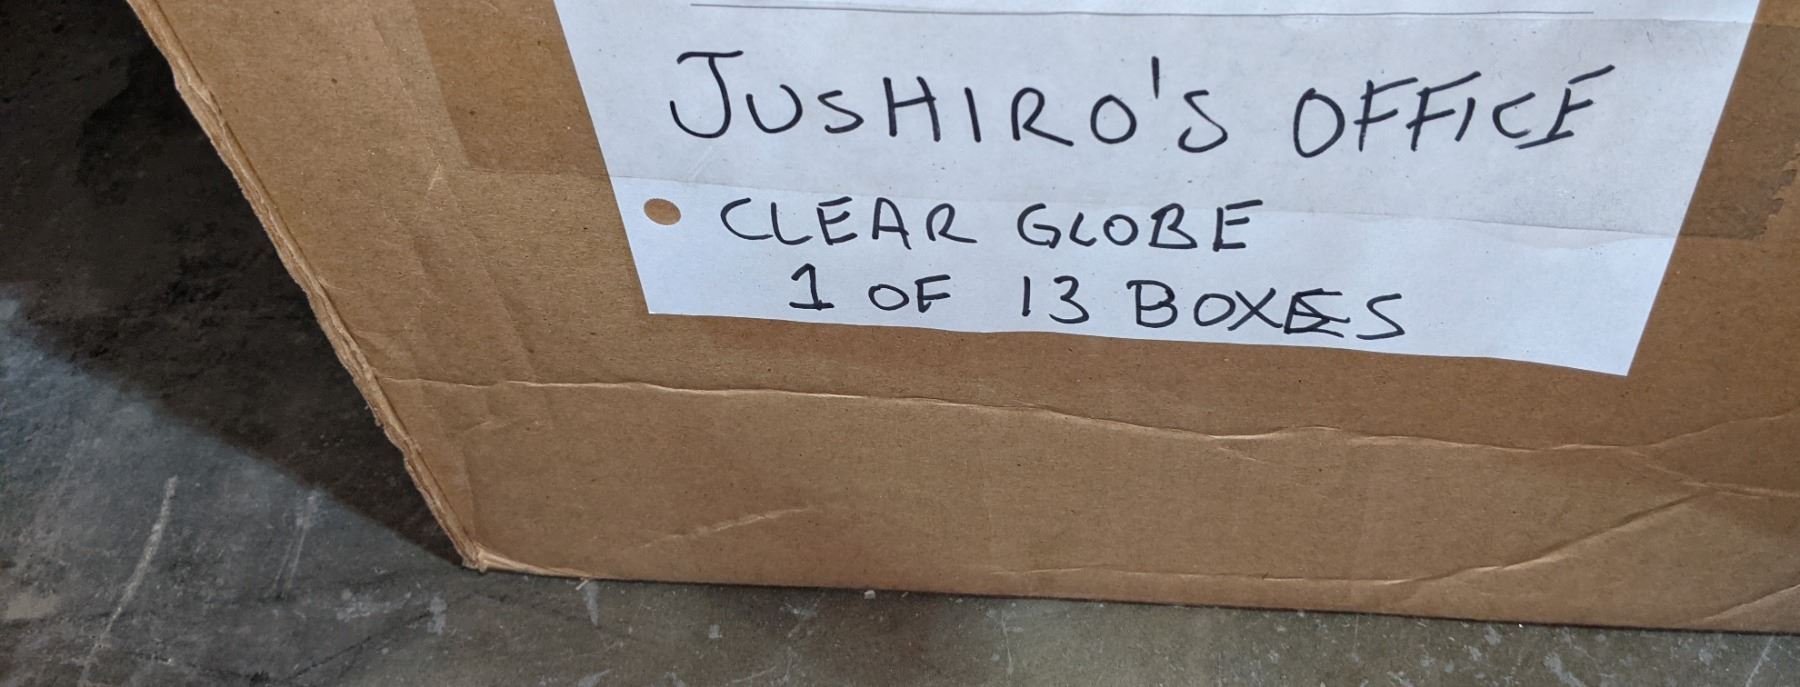 JUSHIRO'S OFFICE
CLEAR GLOBE
1 OF 13 BOXES